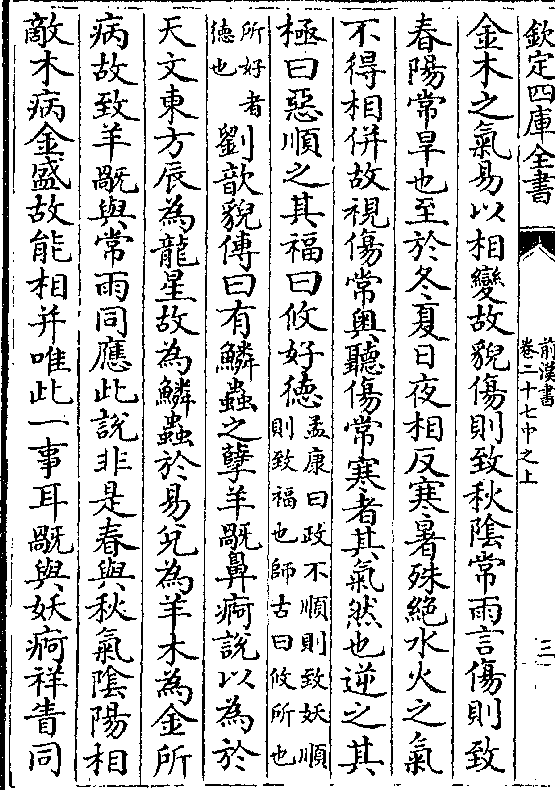 欽定四庫全書
前漢書
卷二十七中之上
三
金木之氣易以相變故貌傷則致秋陰常雨言傷則致
春陽常旱也至於冬夏日夜相反寒暑殊絶水火之氣
不得相併故視傷常奥聽傷常寒者其氣然也逆之其
極曰惡順之其福曰攸好德孟康曰政不順則致妖順
則致福也師古曰攸所也
所好者
德也劉歆貌傳曰有鱗蟲之孽羊旤鼻痾說以為於
天文東方辰為龍星故為鱗蟲於易兊為羊木為金所
病故致羊旤與常雨同應此說非是春與秋氣隂陽相
敵木病金盛故能相并唯此一事耳旤與妖痾祥眚同